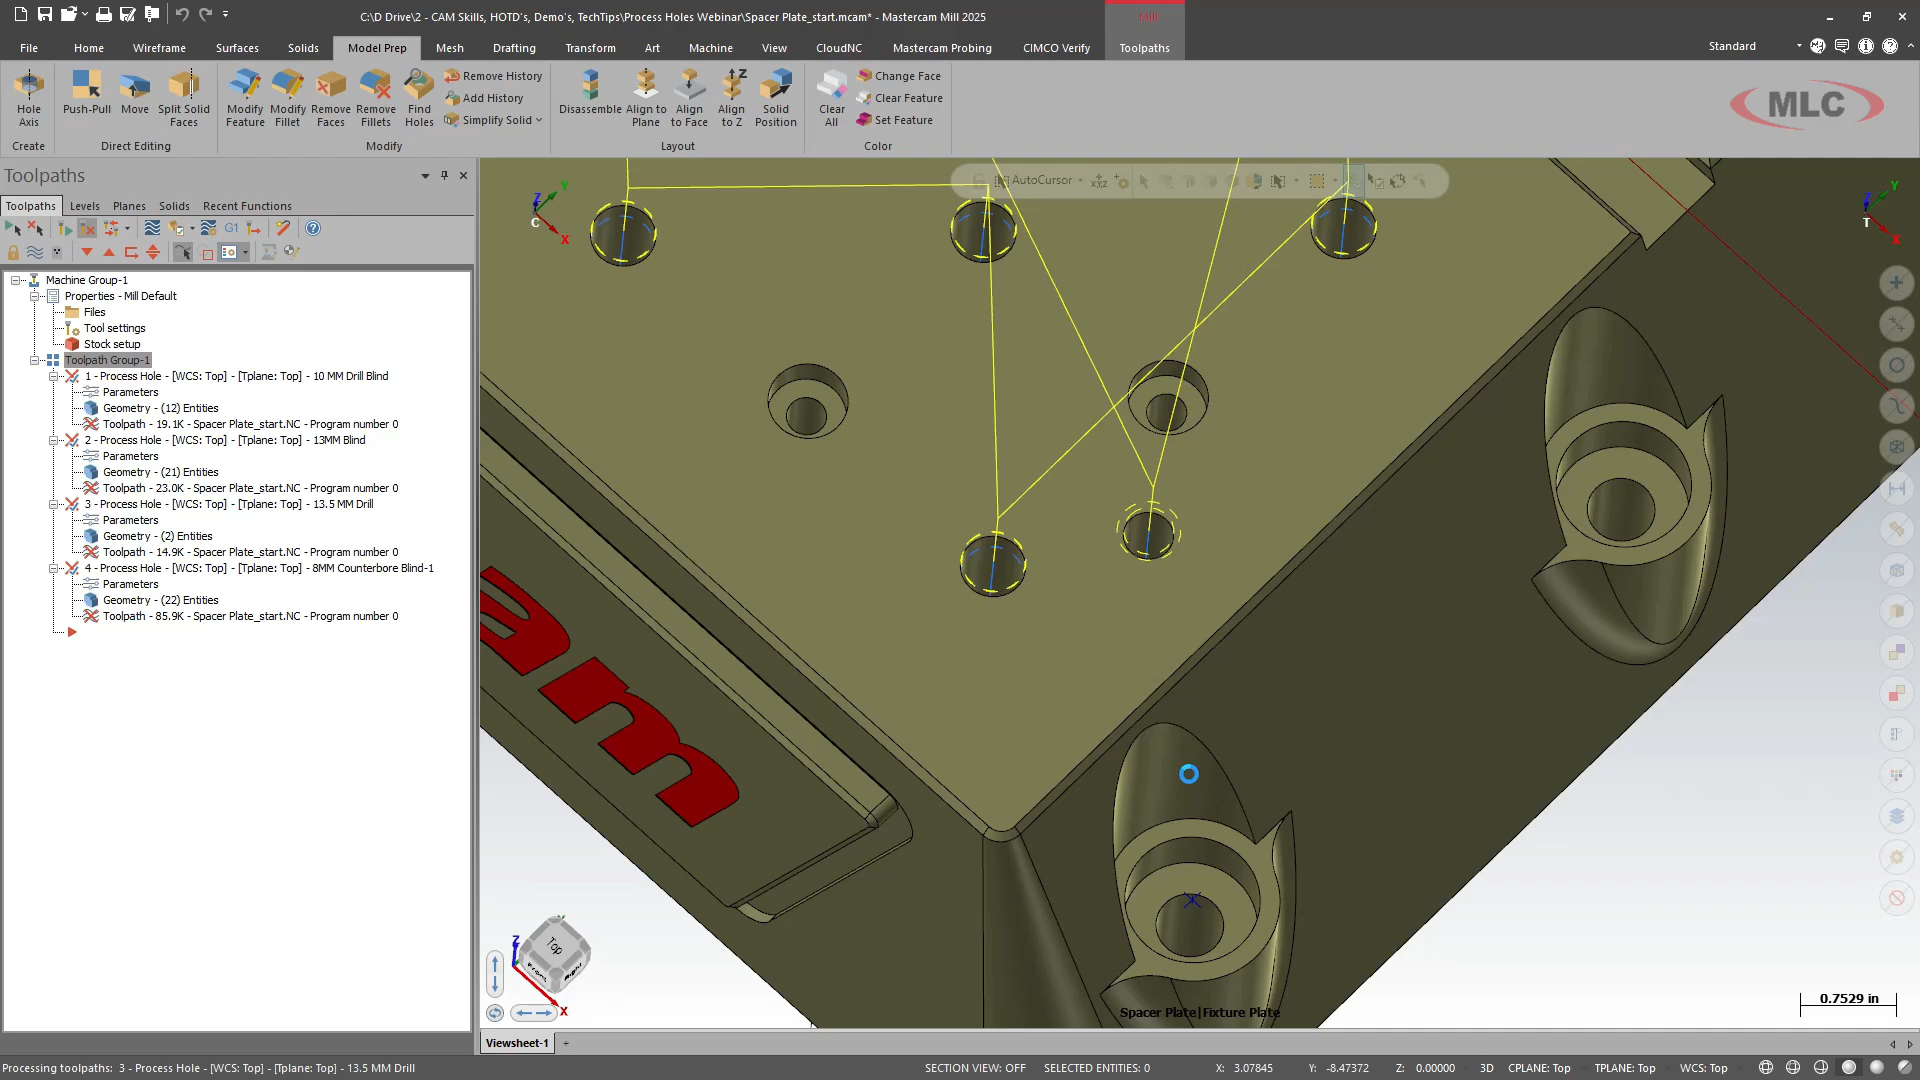 C:\D Drive\2 - CAM Skills, HOTD's, Demo's, TechTips\Process Holes Webinar\Spacer Plate_start.mcam* - Mastercam Mill 2025
Mill
File Home Wireframe Surfaces Solids Model Prep Mesh Drafting Transform Art Machine View CloudNC Mastercam Probing CIMCO Verify Toolpaths
Standard
Hole Axis
Push-Pull
Move
Split Solid Faces
Modify Feature
Modify Fillet
Remove Faces
Remove Fillets
Find Holes
Remove History
Add History
Simplify Solid
Disassemble
Align to Plane
Align to Face
Align to Z
Solid Position
Clear All
Change Face
Clear Feature
Set Feature
MLC
Create Direct Editing Modify Layout Color
Toolpaths
Toolpaths Levels Planes Solids Recent Functions
G1
AutoCursor
Machine Group-1
Properties - Mill Default
Files
Tool settings
Stock setup
Toolpath Group-1
1 - Process Hole - [WCS: Top] - [Tplane: Top] - 10 MM Drill Blind
Parameters
Geometry - (12) Entities
Toolpath - 19.1K - Spacer Plate_start.NC - Program number 0
2 - Process Hole - [WCS: Top] - [Tplane: Top] - 13MM Blind
Parameters
Geometry - (21) Entities
Toolpath - 23.0K - Spacer Plate_start.NC - Program number 0
3 - Process Hole - [WCS: Top] - [Tplane: Top] - 13.5 MM Drill
Parameters
Geometry - (2) Entities
Toolpath - 14.9K - Spacer Plate_start.NC - Program number 0
4 - Process Hole - [WCS: Top] - [Tplane: Top] - 8MM Counterbore Blind-1
Parameters
Geometry - (22) Entities
Toolpath - 85.9K - Spacer Plate_start.NC - Program number 0
Z Y X C
Z Y X T
am
Top
Front
Right
Z
X
Spacer Plate|Fixture Plate
0.7529 in
Viewsheet-1 +
Processing toolpaths: 3 - Process Hole - [WCS: Top] - [Tplane: Top] - 13.5 MM Drill
SECTION VIEW: OFF SELECTED ENTITIES: 0 X: 3.07845 Y: -8.47372 Z: 0.00000 3D CPLANE: Top TPLANE: Top WCS: Top